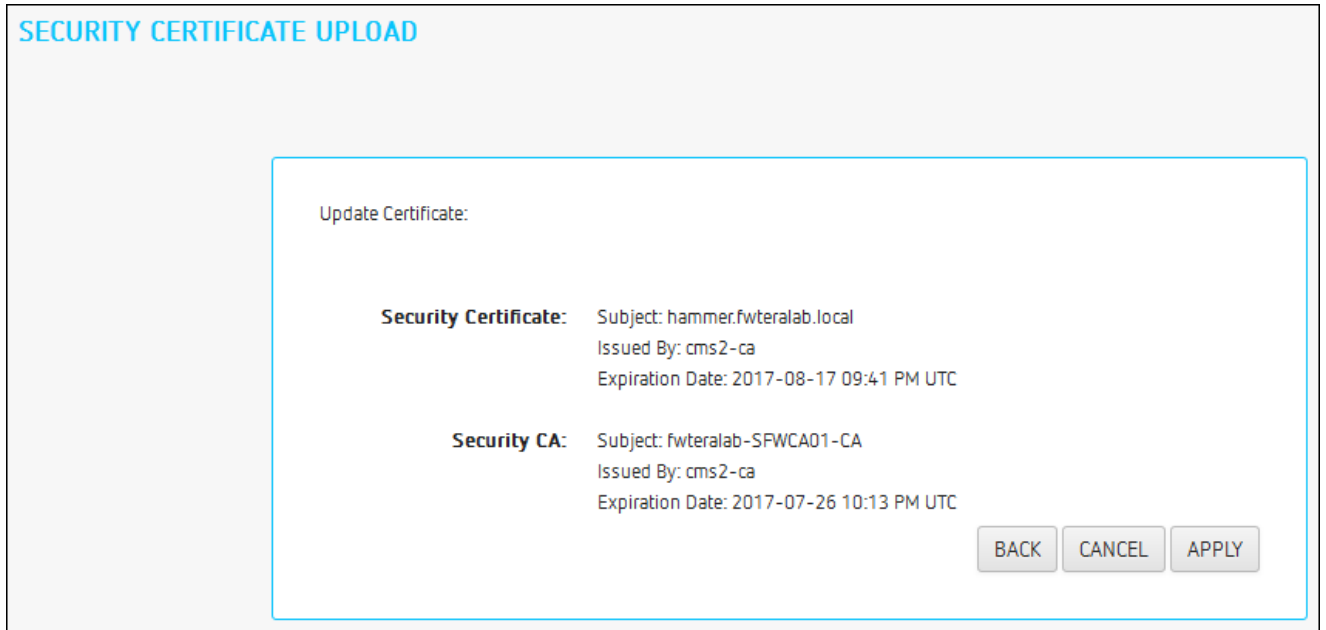 SECURITY CERTIFICATE UPLOAD
Update Certificate:
Security Certificate: Subject: hammer.fwteralab.local
Issued By: cms2-ca
Expiration Date: 2017-08-17 09:41 PM UTC
Security CA: Subject: fwteralab-SFWCA01-CA
Issued By: cms2-ca
Expiration Date: 2017-07-26 10:13 PM UTC
BACK CANCEL APPLY